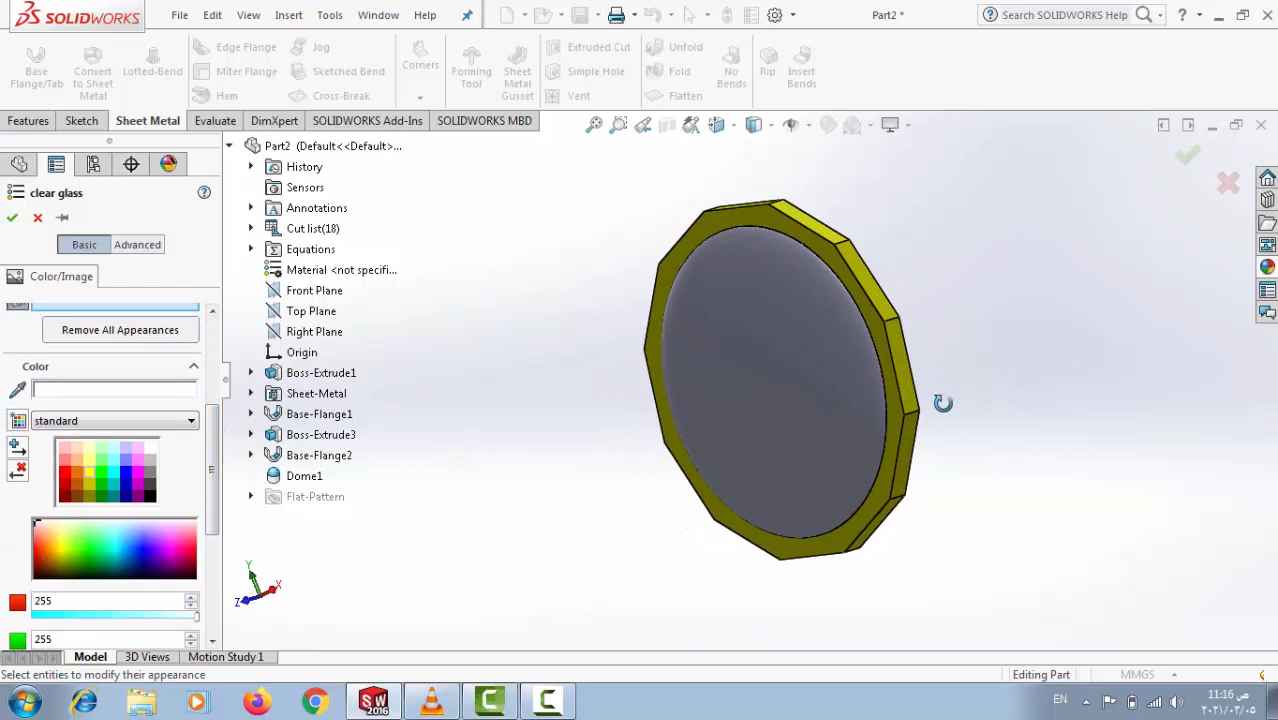 SOLIDWORKS File Edit View Insert Tools Window Help Part2 * Search SOLIDWORKS Help ?
Base Flange/Tab Convert to Sheet Metal Lofted-Bend Edge Flange Miter Flange Hem Jog Sketched Bend Cross-Break Corners Forming Tool Sheet Metal Gusset Extruded Cut Simple Hole Vent Unfold Fold Flatten No Bends Rip Insert Bends
Features Sketch Sheet Metal Evaluate DimXpert SOLIDWORKS Add-Ins SOLIDWORKS MBD
Part2 (Default<<Default>...
History
clear glass ?
Sensors
Annotations
Cut list(18)
Basic Advanced
Equations
Color/Image
Material <not specifi...
Front Plane
Top Plane
Remove All Appearances
Right Plane
Origin
Color
Boss-Extrude1
Sheet-Metal
Base-Flange1
standard
Boss-Extrude3
Base-Flange2
Dome1
Flat-Pattern
Y
X
Z
255
255
Model 3D Views Motion Study 1
Select entities to modify their appearance Editing Part MMGS
SW 2016
EN
11:16 ص
٢٠٢١/٠٣/٠٥